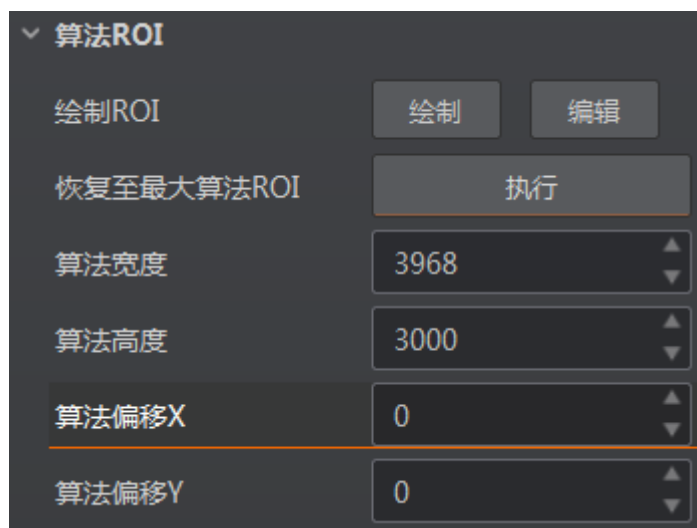 算法ROI
绘制ROI 绘制 编辑
恢复至最大算法ROI 执行
算法宽度 3968
算法高度 3000
算法偏移X 0
算法偏移Y 0